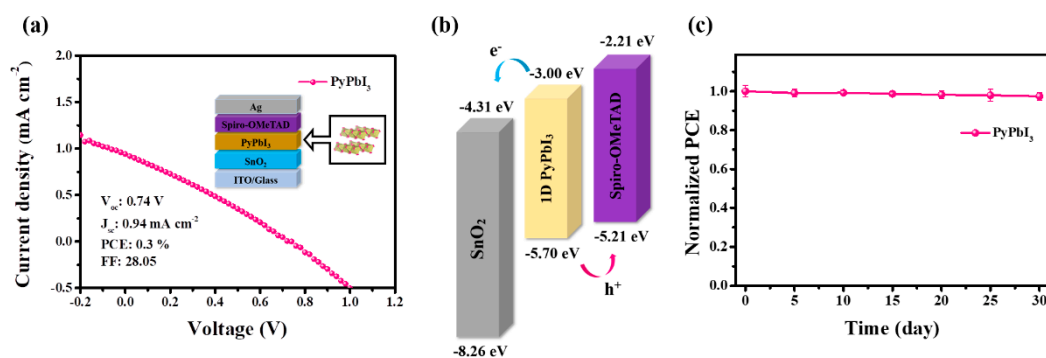 (a)
Current density (mA cm⁻²)
2.0
1.5
1.0
0.5
0.0
-0.5
-0.2 0.0 0.2 0.4 0.6 0.8 1.0 1.2
Voltage (V)
PyPbI₃
Ag
Spiro-OMeTAD
PyPbI₃
SnO₂
ITO/Glass
Vₒc: 0.74 V
Jsc: 0.94 mA cm⁻²
PCE: 0.3 %
FF: 28.05
(b)
e⁻
-4.31 eV
SnO₂
-8.26 eV
-3.00 eV
1D PyPbI₃
-5.70 eV
-2.21 eV
Spiro-OMeTAD
-5.21 eV
h⁺
(c)
Normalized PCE
1.0
0.8
0.6
0.4
0.2
0.0
0 5 10 15 20 25 30
Time (day)
PyPbI₃